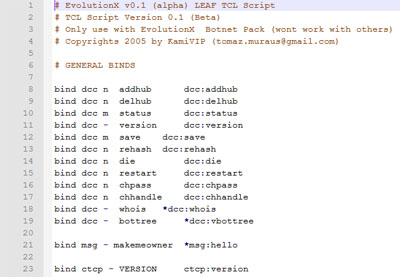 1 # EvolutionX v0.1 (alpha) LEAF TCL Script
2 # TCL Script Version 0.1 (Beta)
3 # Only use with EvolutionX  Botnet Pack (wont work with others)
4 # Copyrights 2005 by KamiVIP (tomaz.muraus@gmail.com)
5
6 # GENERAL BINDS
7
8 bind dcc n  addhub      dcc:addhub
9 bind dcc n  delhub      dcc:delhub
10 bind dcc m  status      dcc:status
11 bind dcc -  version     dcc:version
12 bind dcc m  save    dcc:save
13 bind dcc n  rehash  dcc:rehash
14 bind dcc n  die         dcc:die
15 bind dcc n  restart     dcc:restart
16 bind dcc n  chpass      dcc:chpass
17 bind dcc n  chhandle    dcc:chhandle
18 bind dcc -  whois   *dcc:whois
19 bind dcc -  bottree     *dcc:vbottree
20
21 bind msg - makemeowner  *msg:hello
22
23 bind ctcp - VERSION     ctcp:version